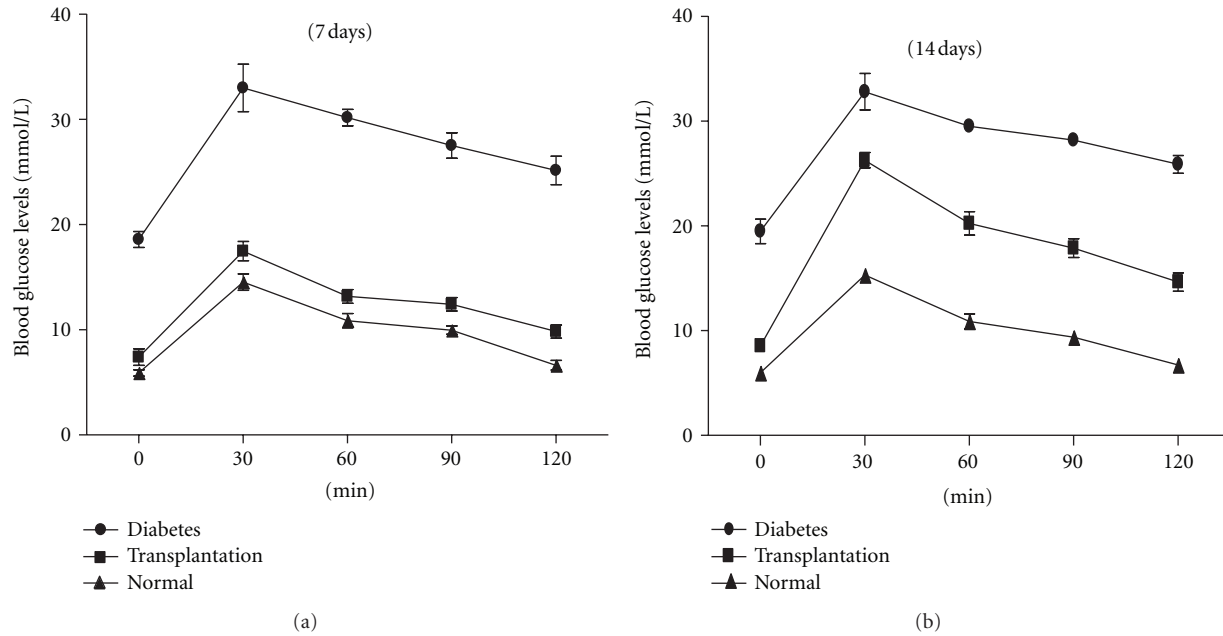 40
30
20
10
0
Blood glucose levels (mmol/L)
(7 days)
0 30 60 90 120
(min)
Diabetes
Transplantation
Normal
(a)
40
30
20
10
0
Blood glucose levels (mmol/L)
(14 days)
0 30 60 90 120
(min)
Diabetes
Transplantation
Normal
(b)